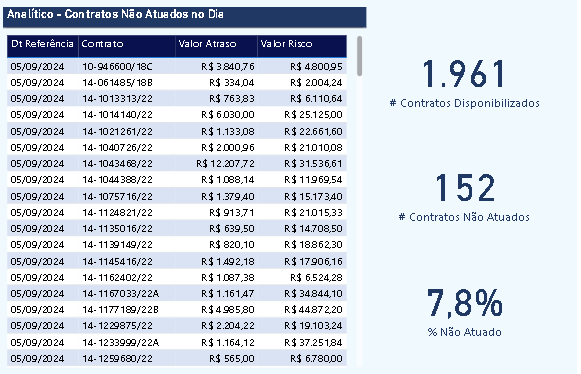 Analítico - Contratos Não Atuados no Dia
Dt Referência Contrato Valor Atraso Valor Risco
05/09/2024 10-946600/18C R$ 3.840,76 R$ 4.800,95
05/09/2024 14-061485/18B R$ 334,04 R$ 2.004,24
05/09/2024 14-1013313/22 R$ 763,83 R$ 6.110,64
05/09/2024 14-1014140/22 R$ 6.030,00 R$ 25.125,00
05/09/2024 14-1021261/22 R$ 1.133,08 R$ 22.661,60
05/09/2024 14-1040726/22 R$ 2.000,96 R$ 21.010,08
05/09/2024 14-1043468/22 R$ 12.207,72 R$ 31.536,61
05/09/2024 14-1044388/22 R$ 1.088,14 R$ 11.969,54
05/09/2024 14-1075716/22 R$ 1.379,40 R$ 15.173,40
05/09/2024 14-1124821/22 R$ 913,71 R$ 21.015,33
05/09/2024 14-1135016/22 R$ 639,50 R$ 14.708,50
05/09/2024 14-1139149/22 R$ 820,10 R$ 18.862,30
05/09/2024 14-1145416/22 R$ 1.492,18 R$ 17.906,16
05/09/2024 14-1162402/22 R$ 1.087,38 R$ 6.524,28
05/09/2024 14-1167033/22A R$ 1.161,47 R$ 34.844,10
05/09/2024 14-1177189/22B R$ 4.985,80 R$ 44.872,20
05/09/2024 14-1229875/22 R$ 2.204,22 R$ 19.103,24
05/09/2024 14-1233999/22A R$ 1.164,12 R$ 37.251,84
05/09/2024 14-1259680/22 R$ 565,00 R$ 6.780,00
1.961
# Contratos Disponibilizados
152
# Contratos Não Atuados
7,8%
% Não Atuado